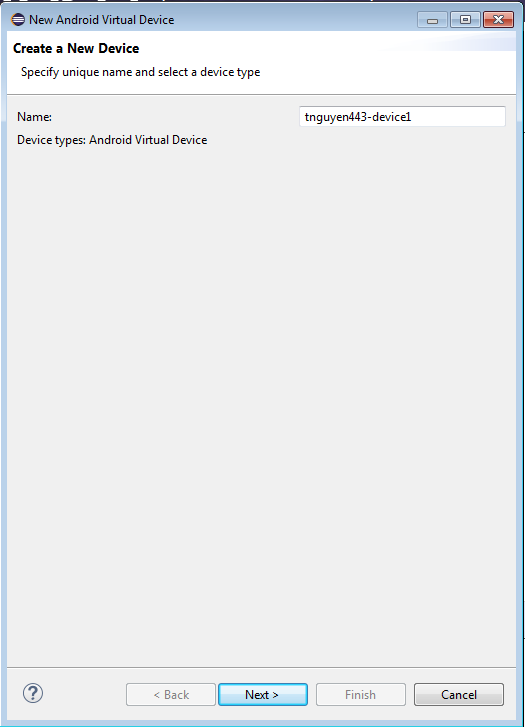 New Android Virtual Device
Create a New Device
Specify unique name and select a device type
Name: tnguyen443-device1
Device types: Android Virtual Device
? < Back Next > Finish Cancel